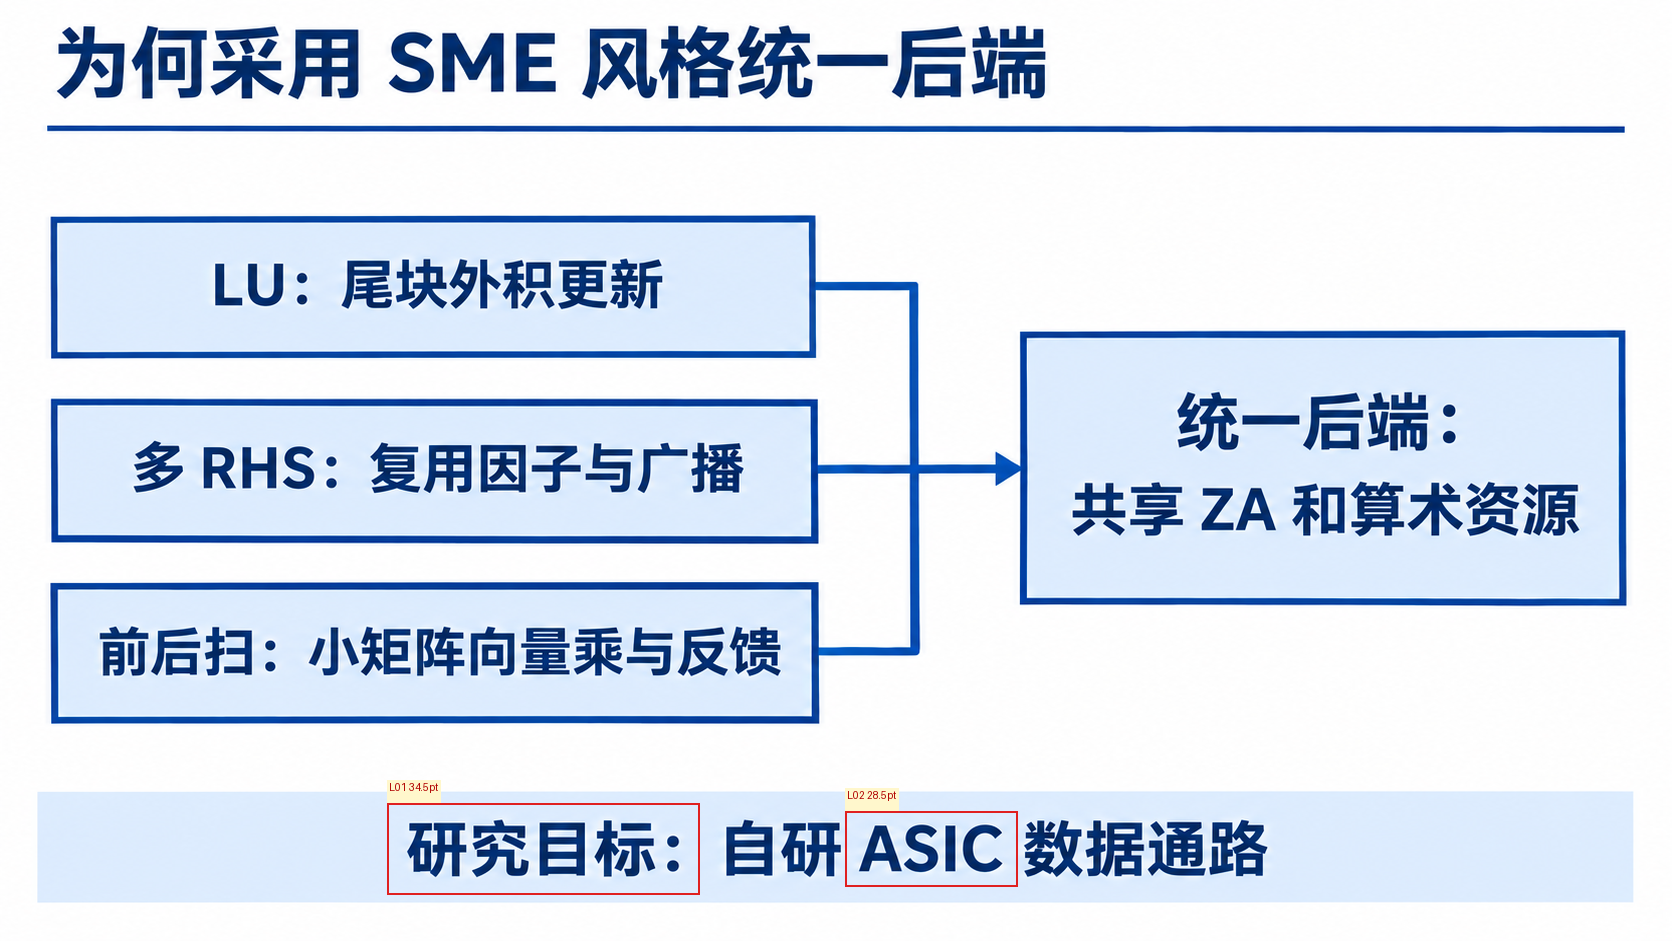 为何采用 SME 风格统一后端
LU：尾块外积更新
多 RHS：复用因子与广播
前后扫：小矩阵向量乘与反馈
统一后端：
共享 ZA 和算术资源
L01 34.5pt
L02 28.5pt
研究目标：自研 ASIC 数据通路